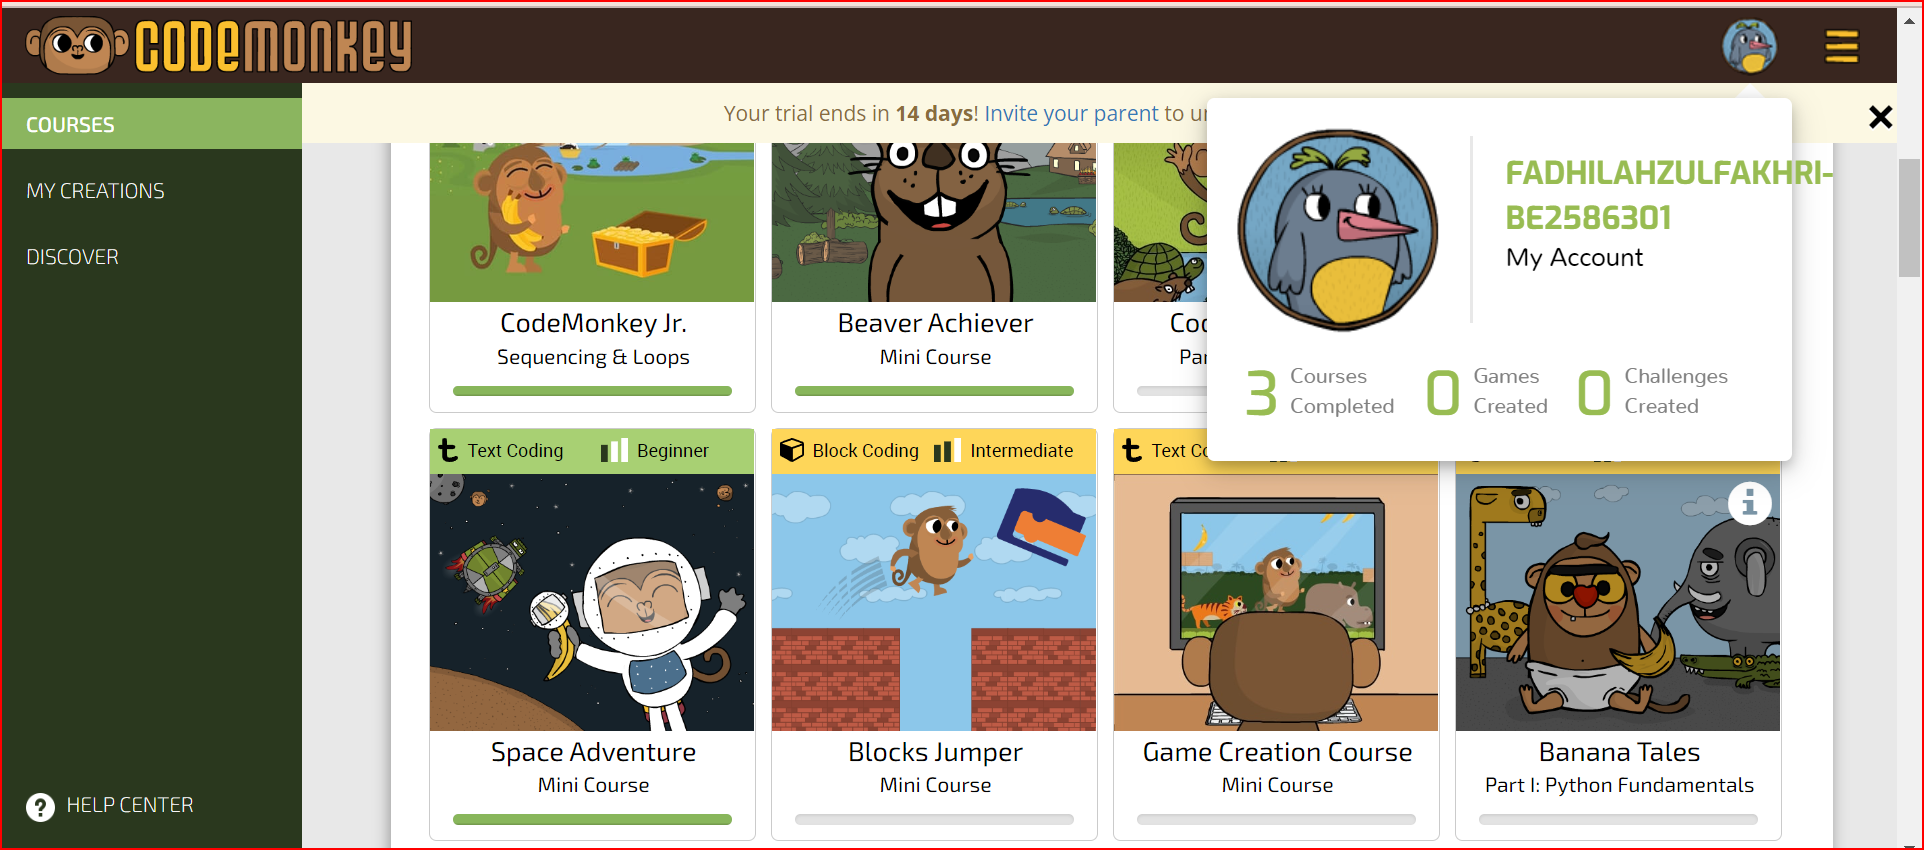 CODEMONKEY
COURSES
MY CREATIONS
DISCOVER
HELP CENTER
Your trial ends in 14 days! Invite your parent to
FADHILAHZULFAKHRI-
BE2586301
My Account
3 Courses Completed
0 Games Created
0 Challenges Created
CodeMonkey Jr.
Sequencing & Loops
Beaver Achiever
Mini Course
Text Coding Beginner
Space Adventure
Mini Course
Block Coding Intermediate
Blocks Jumper
Mini Course
Text
Game Creation Course
Mini Course
Banana Tales
Part I: Python Fundamentals